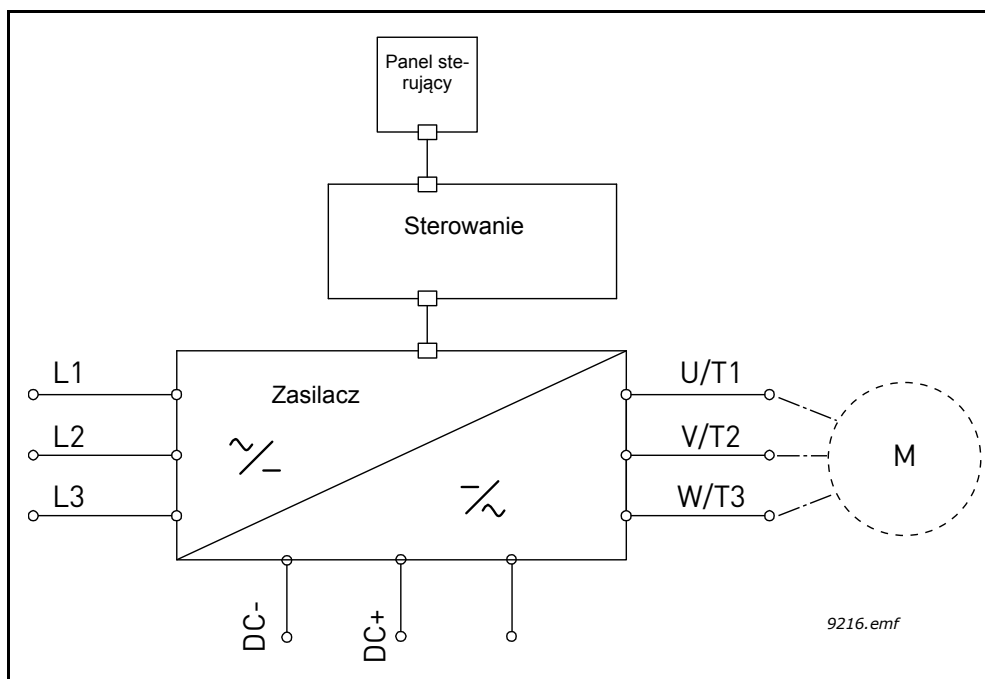 Panel ste-
rujący
Sterowanie
L1
L2
L3
Zasilacz
~/–
–/~
U/T1
V/T2
W/T3
M
DC-
DC+
9216.emf